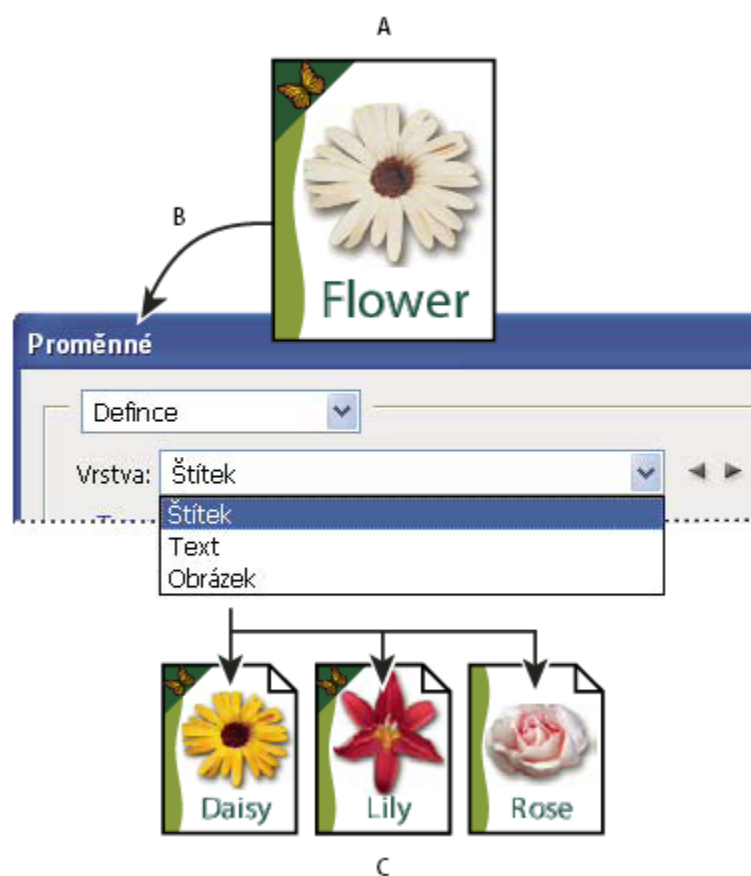 A
Flower
B
Proměnné
Defince
Vrstva: Štítek
Štítek
Text
Obrázek
Daisy
Lily
Rose
C